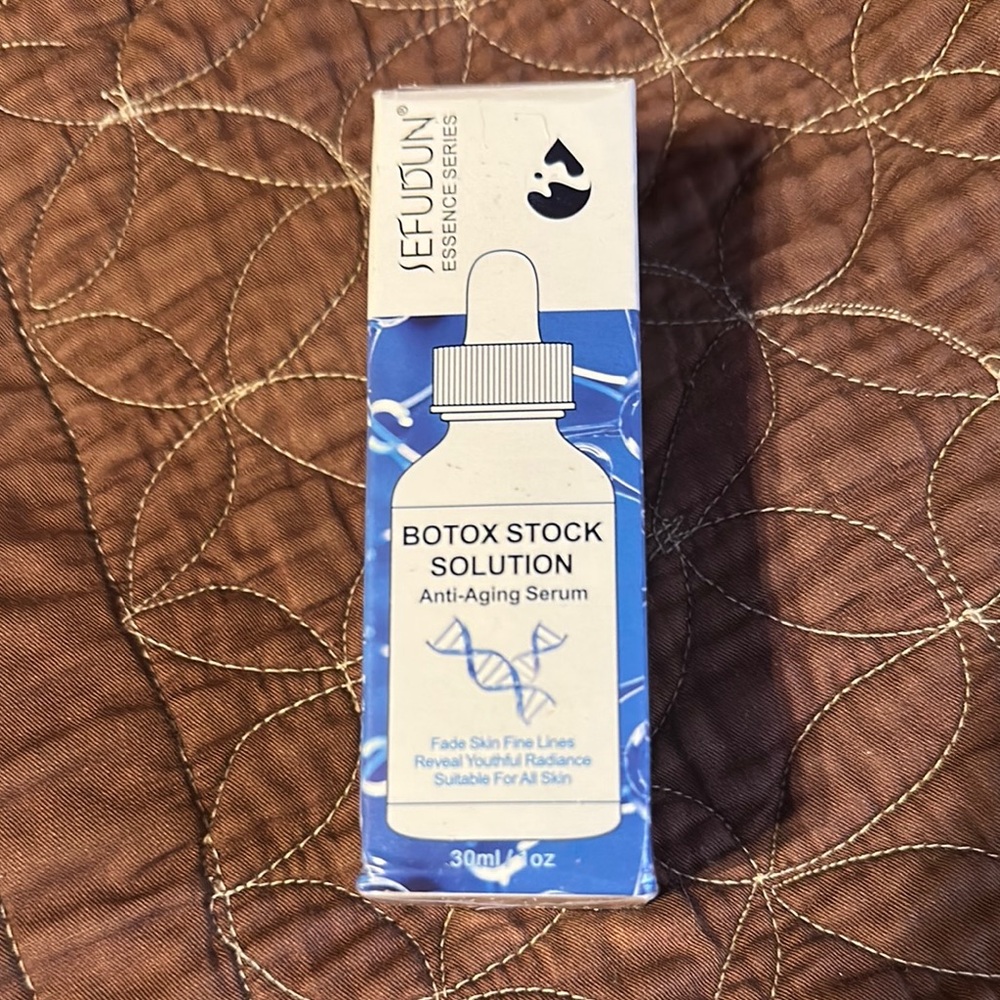 SEFUDUN®
ESSENCE SERIES
BOTOX STOCK
SOLUTION
Anti-Aging Serum
Fade Skin Fine Lines
Reveal Youthful Radiance
Suitable For All Skin
30ml / 1oz